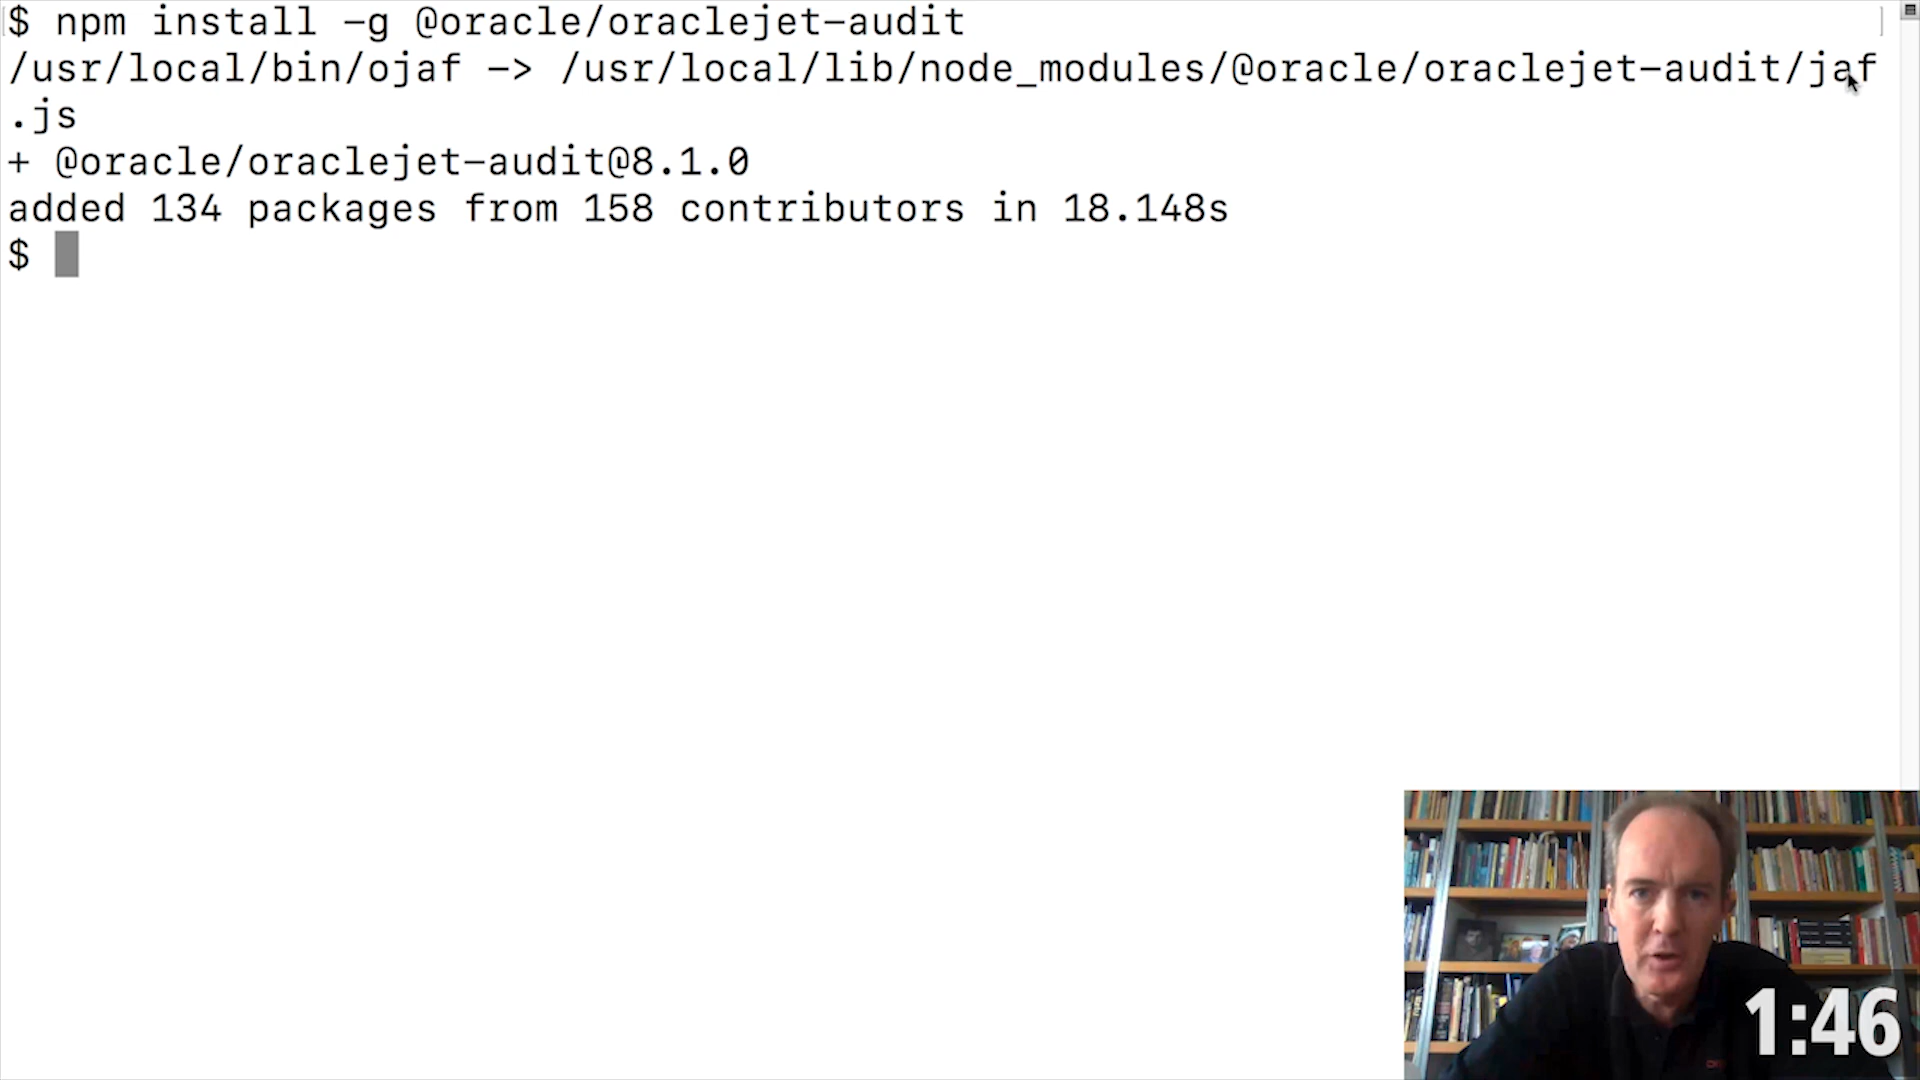 $ npm install -g @oracle/oraclejet-audit
/usr/local/bin/ojaf -> /usr/local/lib/node_modules/@oracle/oraclejet-audit/jaf
.js
+ @oracle/oraclejet-audit@8.1.0
added 134 packages from 158 contributors in 18.148s
$
1:46